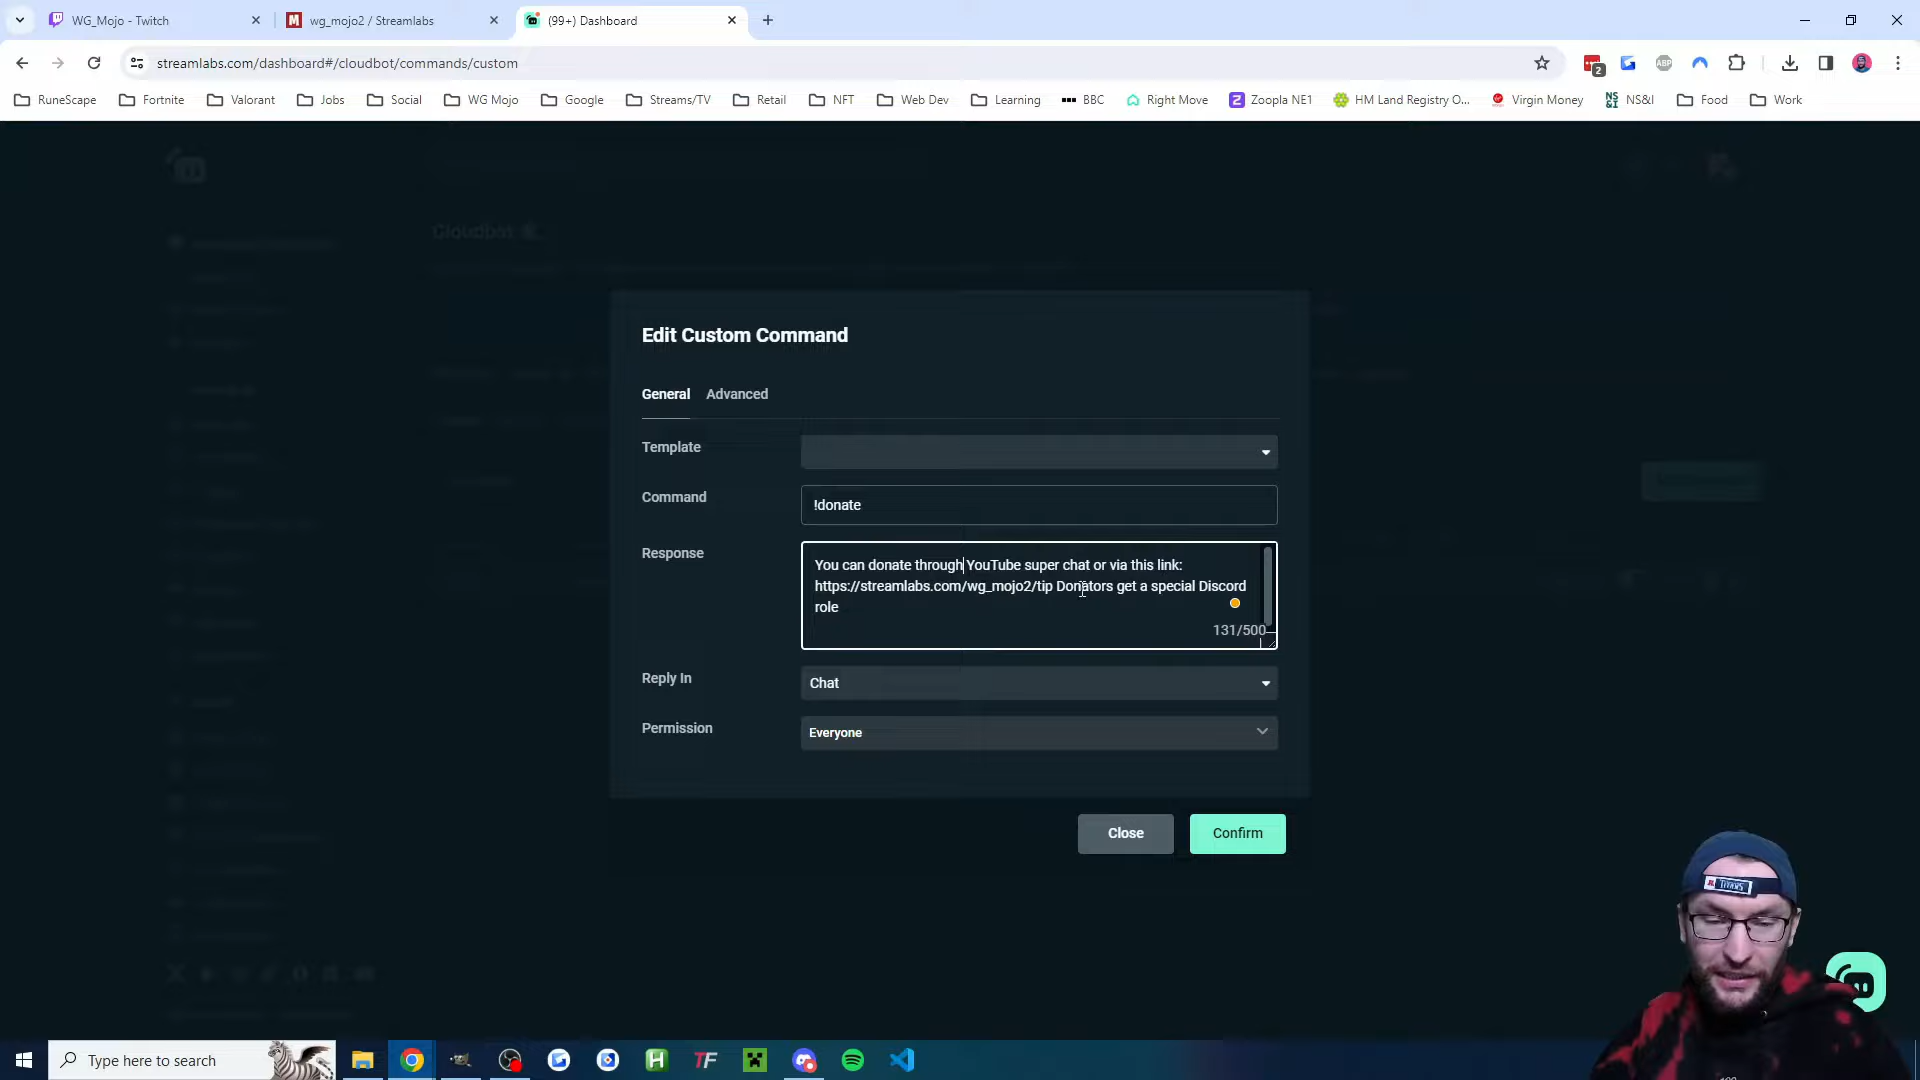 WG_Mojo - Twitch
wg_mojo2 / Streamlabs
(99+) Dashboard
streamlabs.com/dashboard#/cloudbot/commands/custom
2
ABP
RuneScape
Fortnite
Valorant
Jobs
Social
WG Mojo
Google
Streams/TV
Retail
NFT
Web Dev
Learning
BBC
Right Move
Zoopla NE1
HM Land Registry O...
Virgin Money
NS&I
Food
Work
Cloudbot
Edit Custom Command
General
Advanced
Template
Command
!donate
Response
You can donate through YouTube super chat or via this link:
https://streamlabs.com/wg_mojo2/tip Donators get a special Discord
role
131/500
Reply In
Chat
Permission
Everyone
Close
Confirm
Type here to search